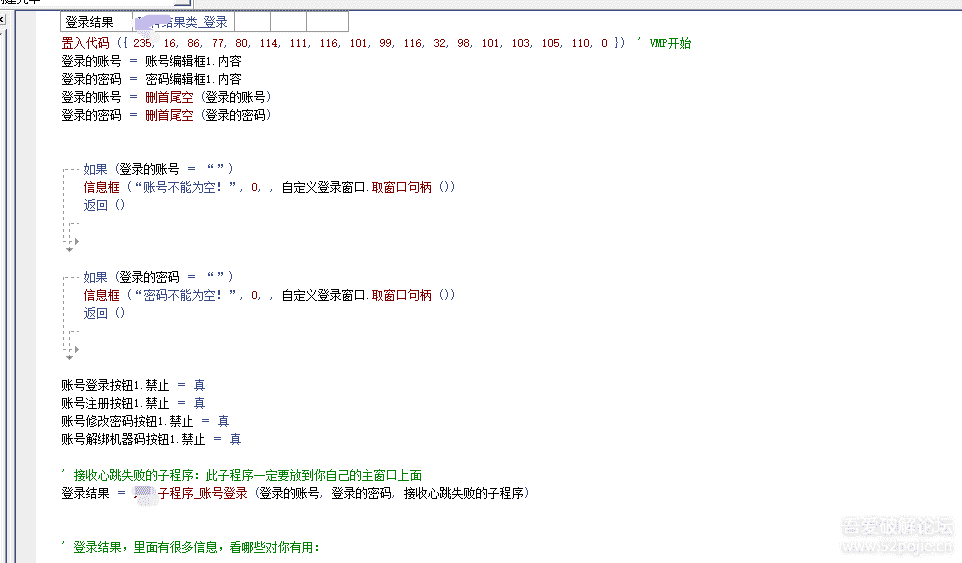 登录结果 结果类_登录
置入代码 ({ 235, 16, 86, 77, 80, 114, 111, 116, 101, 99, 116, 32, 98, 101, 103, 105, 110, 0 }) ' VMP开始
登录的账号 = 账号编辑框1.内容
登录的密码 = 密码编辑框1.内容
登录的账号 = 删首尾空 (登录的账号)
登录的密码 = 删首尾空 (登录的密码)
如果 (登录的账号 = “”)
信息框 (“账号不能为空!”, 0, , 自定义登录窗口.取窗口句柄 ())
返回 ()
如果 (登录的密码 = “”)
信息框 (“密码不能为空!”, 0, , 自定义登录窗口.取窗口句柄 ())
返回 ()
账号登录按钮1.禁止 = 真
账号注册按钮1.禁止 = 真
账号修改密码按钮1.禁止 = 真
账号解绑机器码按钮1.禁止 = 真
' 接收心跳失败的子程序: 此子程序一定要放到你自己的主窗口上面
登录结果 = 子程序_账号登录 (登录的账号, 登录的密码, 接收心跳失败的子程序)
' 登录结果, 里面有很多信息, 看哪些对你有用:
吾爱破解论坛
www.52pojie.cn